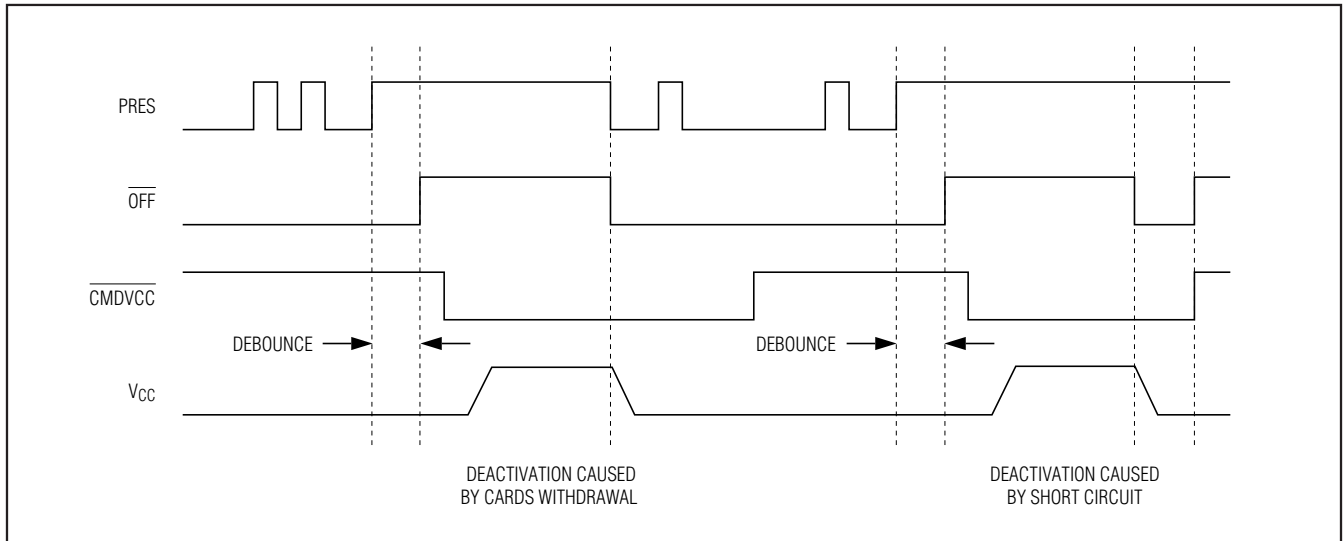 PRES
OFF
CMDVCC
DEBOUNCE
DEBOUNCE
VCC
DEACTIVATION CAUSED
BY CARDS WITHDRAWAL
DEACTIVATION CAUSED
BY SHORT CIRCUIT